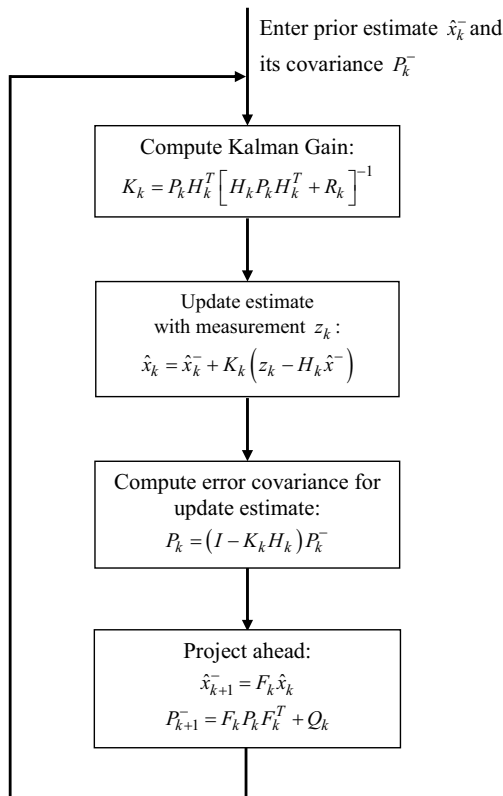 Enter prior estimate x̂ₖ⁻ and
its covariance Pₖ⁻
Compute Kalman Gain:
Kₖ = PₖHₖᵀ[HₖPₖHₖᵀ + Rₖ]⁻¹
Update estimate
with measurement zₖ :
x̂ₖ = x̂ₖ⁻ + Kₖ(zₖ − Hₖx̂⁻)
Compute error covariance for
update estimate:
Pₖ = (I − KₖHₖ)Pₖ⁻
Project ahead:
x̂ₖ₊₁⁻ = Fₖx̂ₖ
Pₖ₊₁⁻ = FₖPₖFₖᵀ + Qₖ